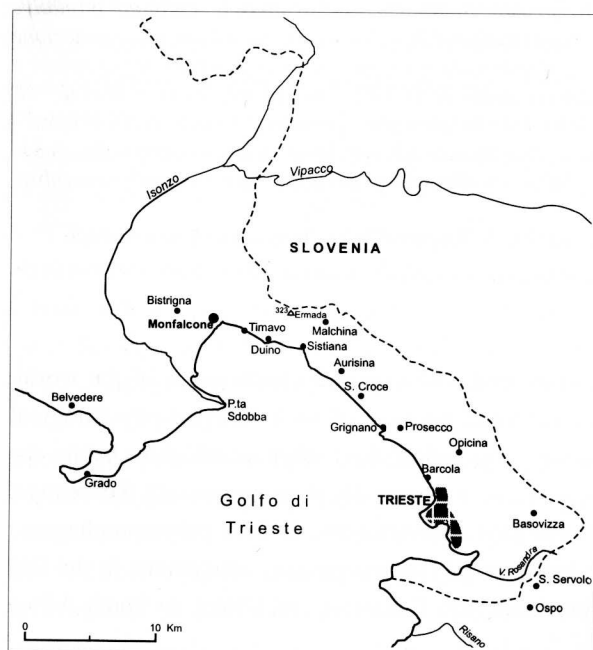 Isonzo
Vipacco
SLOVENIA
Bistrigna
Monfalcone
323
Ermada
Malchina
Timavo
Duino
Sistiana
Aurisina
S. Croce
Belvedere
P.ta
Sdobba
Grignano
Prosecco
Opicina
Barcola
Grado
Golfo di
Trieste
TRIESTE
Basovizza
V. Rosandra
S. Servolo
Ospo
Risano
0 10 Km